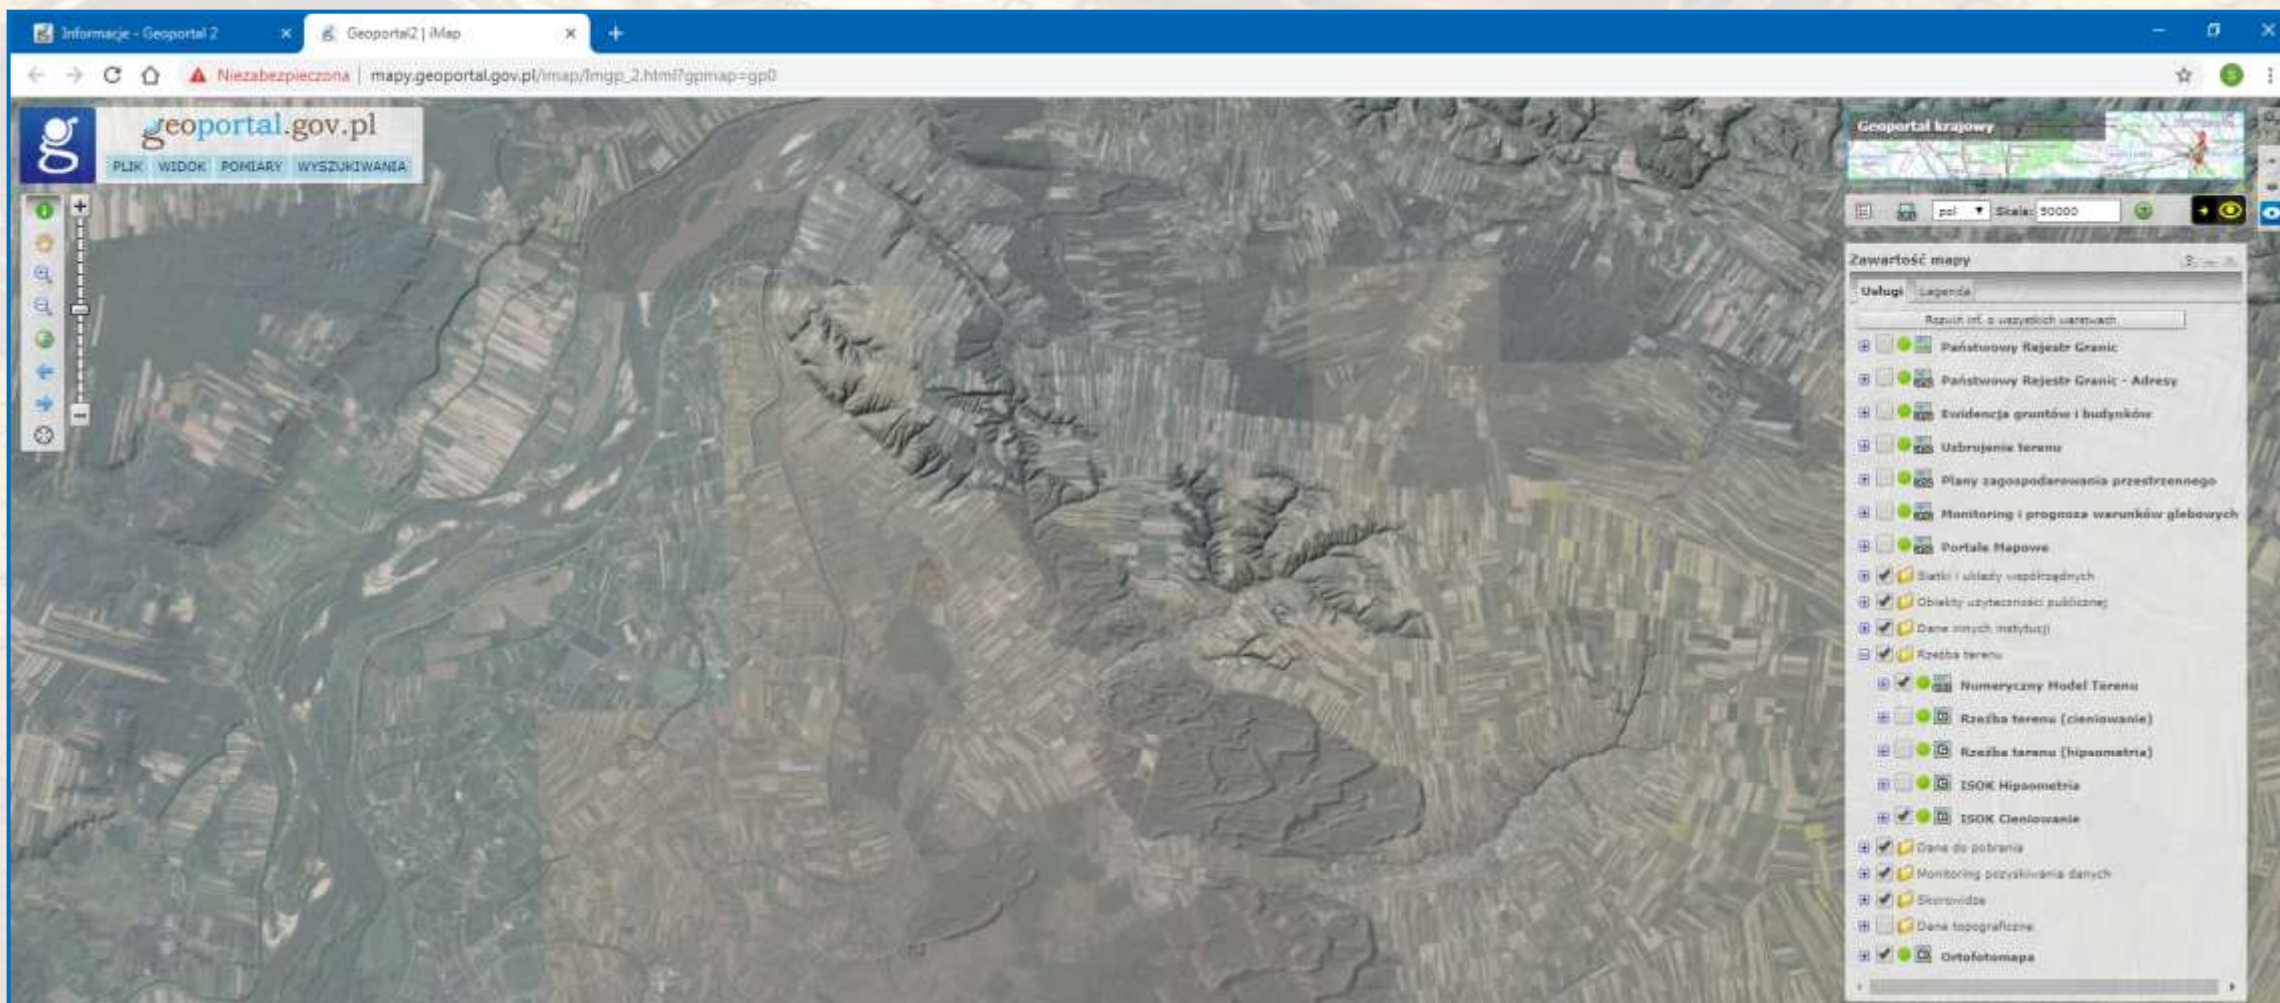 Informacje - Geoportal 2
Geoportal2 | iMap
Niezabezpieczona | mapy.geoportal.gov.pl/imap/Imgp_2.html?gpmap=gp0
geoportal.gov.pl
PLIK WIDOK POMIARY WYSZUKIWANIA
Geoportal krajowy
pol Skala: 50000
Zawartość mapy
Usługi Legenda
Rozwiń inf. o wszystkich warstwach
Państwowy Rejestr Granic
Państwowy Rejestr Granic - Adresy
Ewidencja gruntów i budynków
Uzbrojenie terenu
Plany zagospodarowania przestrzennego
Monitoring i prognoza warunków glebowych
Portale Mapowe
Siatki i układy współrzędnych
Obiekty użyteczności publicznej
Dane innych instytucji
Rzeźba terenu
Numeryczny Model Terenu
Rzeźba terenu (cieniowanie)
Rzeźba terenu (hipsometria)
ISOK Hipsometria
ISOK Cieniowanie
Dane do pobrania
Monitoring pozyskiwania danych
Skorowidze
Dane topograficzne
Ortofotomapa